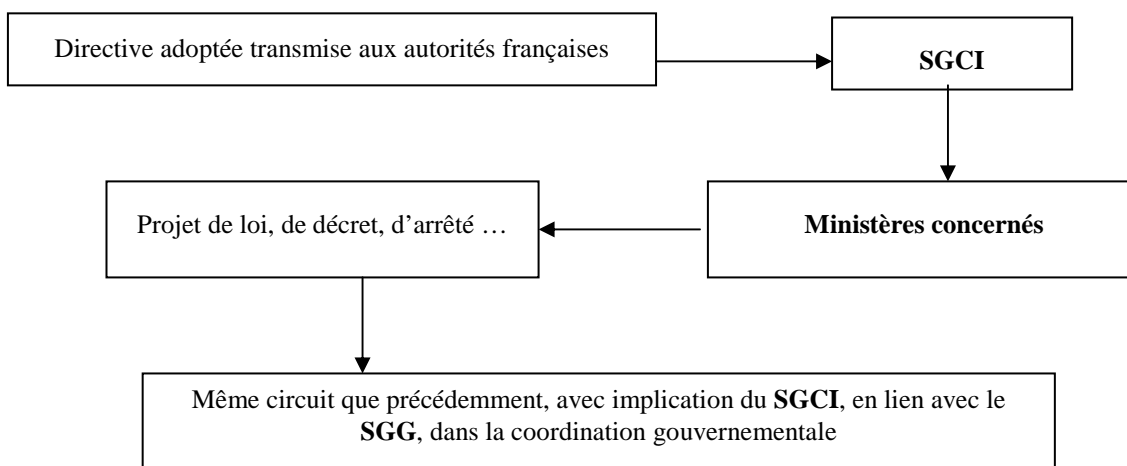 Directive adoptée transmise aux autorités françaises
SGCI
Ministères concernés
Projet de loi, de décret, d’arrêté …
Même circuit que précédemment, avec implication du SGCI, en lien avec le
SGG, dans la coordination gouvernementale